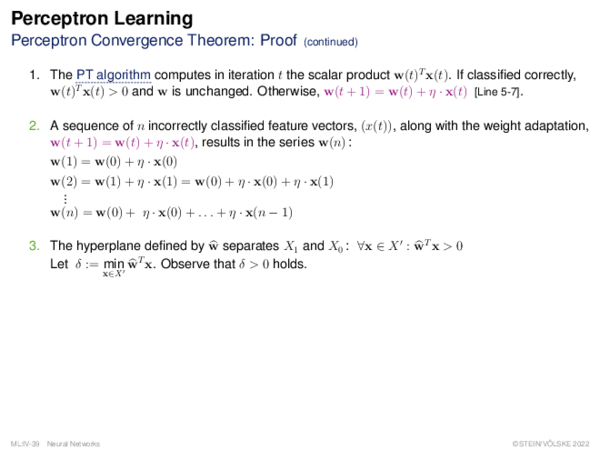 Perceptron Learning
Perceptron Convergence Theorem: Proof (continued)
1. The PT algorithm computes in iteration t the scalar product w(t)ᵀx(t). If classified correctly,
w(t)ᵀx(t) > 0 and w is unchanged. Otherwise, w(t + 1) = w(t) + η · x(t) [Line 5-7].
2. A sequence of n incorrectly classified feature vectors, (x(t)), along with the weight adaptation,
w(t + 1) = w(t) + η · x(t), results in the series w(n) :
w(1) = w(0) + η · x(0)
w(2) = w(1) + η · x(1) = w(0) + η · x(0) + η · x(1)
⋮
w(n) = w(0) + η · x(0) + . . . + η · x(n − 1)
3. The hyperplane defined by ŵ separates X₁ and X₀ : ∀x ∈ X′ : ŵᵀx > 0
Let δ := min ŵᵀx. Observe that δ > 0 holds.
x∈X′
ML:IV-39 Neural Networks
©STEIN/VÖLSKE 2022